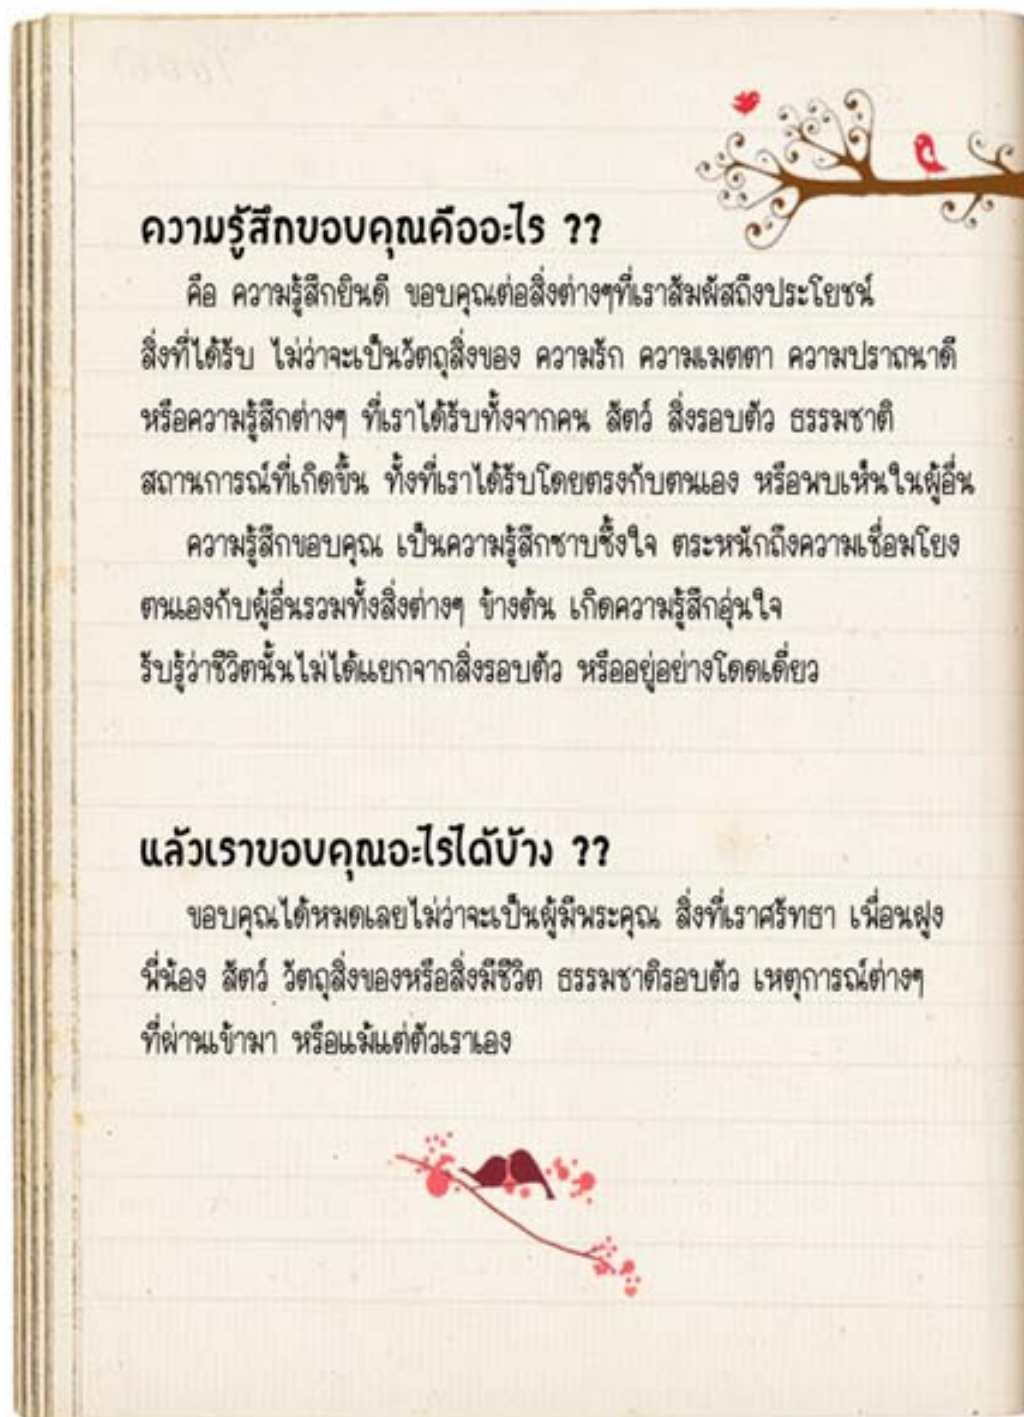 ความรู้สึกขอบคุณคืออะไร ??
คือ ความรู้สึกยินดี ขอบคุณต่อสิ่งต่างๆที่เราสัมผัสถึงประโยชน์
สิ่งที่ได้รับ ไม่ว่าจะเป็นวัตถุสิ่งของ ความรัก ความเมตตา ความปราถนาดี
หรือความรู้สึกต่างๆ ที่เราได้รับทั้งจากคน สัตว์ สิ่งรอบตัว ธรรมชาติ
สถานการณ์ที่เกิดขึ้น ทั้งที่เราได้รับโดยตรงกับตนเอง หรือพบเห็นในผู้อื่น
ความรู้สึกขอบคุณ เป็นความรู้สึกซาบซึ้งใจ ตระหนักถึงความเชื่อมโยง
ตนเองกับผู้อื่นรวมทั้งสิ่งต่างๆ ข้างต้น เกิดความรู้สึกอุ่นใจ
รับรู้ว่าชีวิตนั้นไม่ได้แยกจากสิ่งรอบตัว หรืออยู่อย่างโดดเดี่ยว
แล้วเราขอบคุณอะไรได้บ้าง ??
ขอบคุณได้หมดเลยไม่ว่าจะเป็นผู้มีพระคุณ สิ่งที่เราศรัทธา เพื่อนฝูง
พี่น้อง สัตว์ วัตถุสิ่งของหรือสิ่งมีชีวิต ธรรมชาติรอบตัว เหตุการณ์ต่างๆ
ที่ผ่านเข้ามา หรือแม้แต่ตัวเราเอง